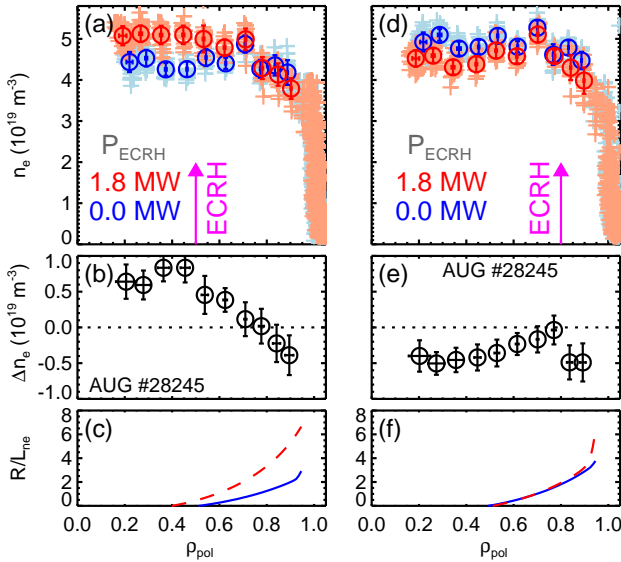 (a)
n_e (10^19 m^-3)
5
4
3
2
1
0
P_ECRH
1.8 MW
0.0 MW
ECRH
(d)
P_ECRH
1.8 MW
0.0 MW
ECRH
(b)
Δn_e (10^19 m^-3)
1.0
0.5
0.0
-0.5
-1.0
AUG #28245
(e)
AUG #28245
(c)
R/L_ne
8
6
4
2
0
(f)
0.0 0.2 0.4 0.6 0.8 1.0
ρ_pol
0.0 0.2 0.4 0.6 0.8 1.0
ρ_pol